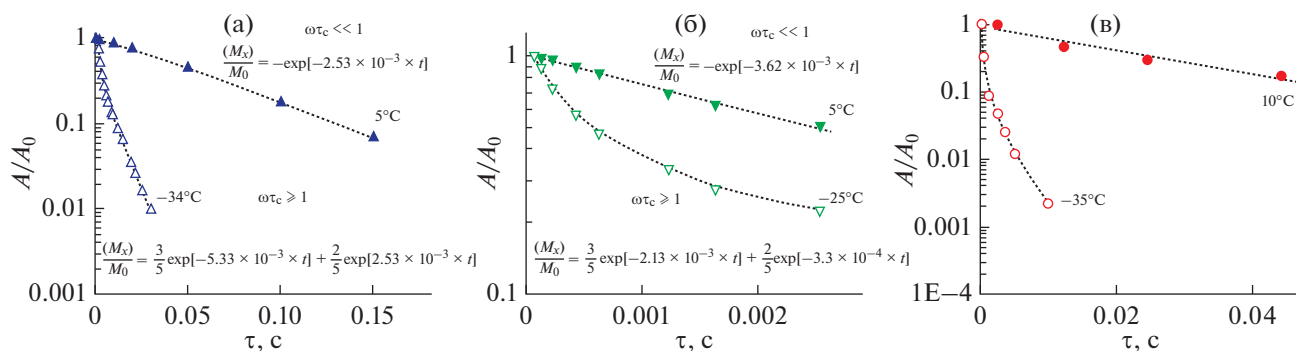 (а)
A/A₀
1
0.1
0.01
0.001
0
0.05
0.10
0.15
τ, с
ωτc << 1
(Mx)/M0 = −exp[−2.53 × 10⁻³ × t]
5°C
−34°C
ωτc ⩾ 1
(Mx)/M0 = 3/5 exp[−5.33 × 10⁻³ × t] + 2/5 exp[2.53 × 10⁻³ × t]
(б)
A/A₀
1
0.1
0
0.001
0.002
τ, с
ωτc << 1
(Mx)/M0 = −exp[−3.62 × 10⁻³ × t]
5°C
−25°C
ωτc ⩾ 1
(Mx)/M0 = 3/5 exp[−2.13 × 10⁻³ × t] + 2/5 exp[−3.3 × 10⁻⁴ × t]
(в)
A/A₀
1
0.1
0.01
0.001
1E−4
0
0.02
0.04
τ, с
10°C
−35°C